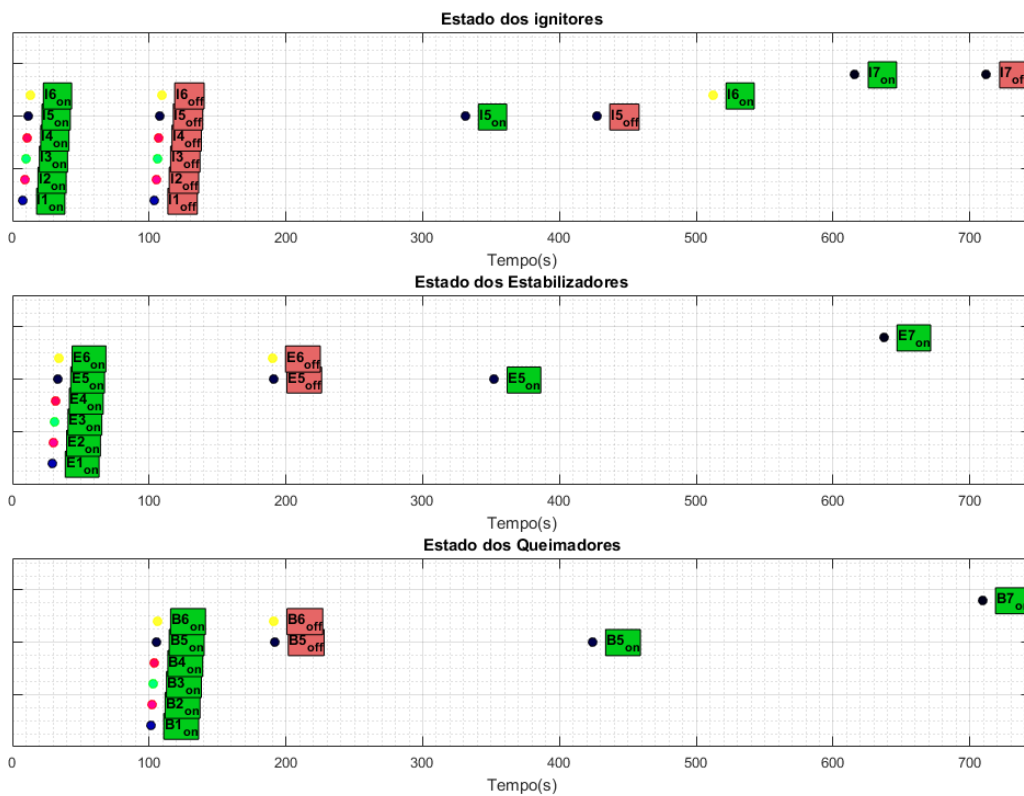 Estado dos ignitores
I7on
I7off
I6on
I6off
I6on
I5on
I5off
I5on
I5off
I4on
I4off
I3on
I3off
I2on
I2off
I1on
I1off
0 100 200 300 400 500 600 700
Tempo(s)
Estado dos Estabilizadores
E7on
E6on
E6off
E5on
E5off
E5on
E4on
E3on
E2on
E1on
0 100 200 300 400 500 600 700
Tempo(s)
Estado dos Queimadores
B7on
B6on
B6off
B5on
B5off
B5on
B4on
B3on
B2on
B1on
0 100 200 300 400 500 600 700
Tempo(s)